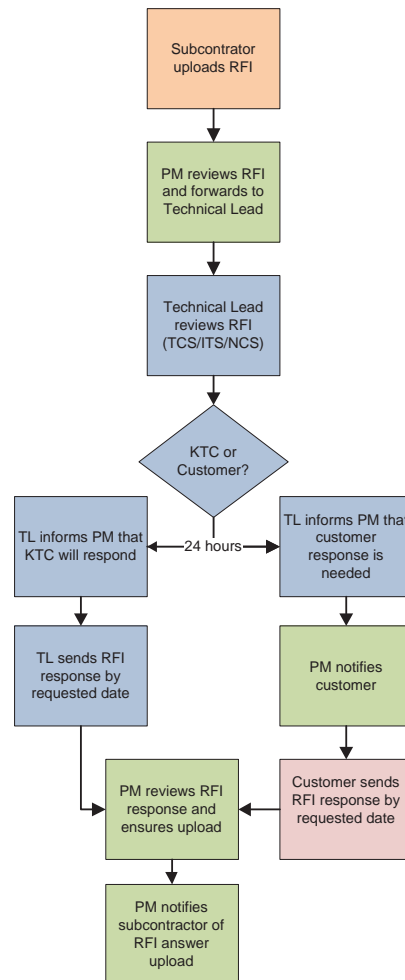 Subcontrator
uploads RFI
PM reviews RFI
and forwards to
Technical Lead
Technical Lead
reviews RFI
(TCS/ITS/NCS)
KTC or
Customer?
TL informs PM that
KTC will respond
24 hours
TL informs PM that
customer
response is
needed
TL sends RFI
response by
requested date
PM notifies
customer
PM reviews RFI
response and
ensures upload
Customer sends
RFI response by
requested date
PM notifies
subcontractor of
RFI answer
upload